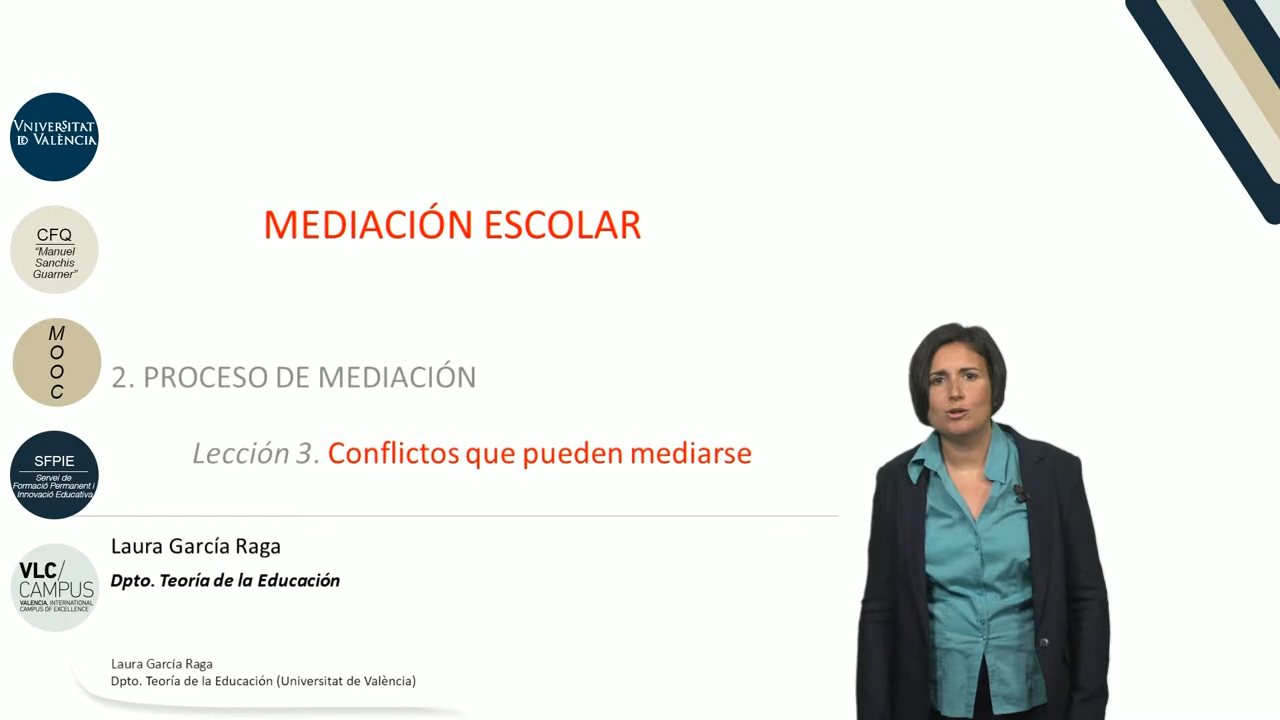 VNIVERSITAT
ID VALÈNCIA
CFQ
"Manuel
Sanchis
Guarner"
M
O
O
C
SFPIE
Servei de
Formació Permanent i
Innovació Educativa
VLC/
CAMPUS
VALENCIA, INTERNATIONAL
CAMPUS OF EXCELLENCE
MEDIACIÓN ESCOLAR
2. PROCESO DE MEDIACIÓN
Lección 3. Conflictos que pueden mediarse
Laura García Raga
Dpto. Teoría de la Educación
Laura García Raga
Dpto. Teoría de la Educación (Universitat de València)